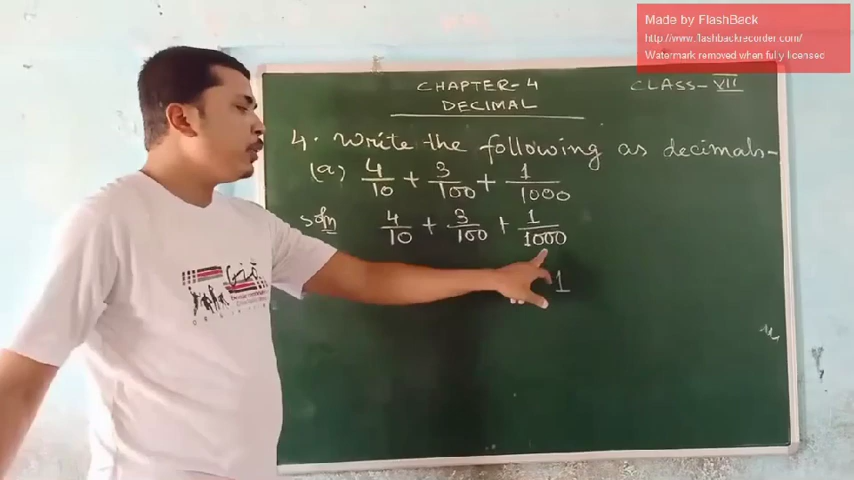 Made by FlashBack
http://www.flashbackrecorder.com/
Watermark removed when fully licensed
CHAPTER-4
DECIMAL
CLASS-VII
4. Write the following as decimals-
(a) 4/10 + 3/100 + 1/1000
Soln 4/10 + 3/100 + 1/1000
1